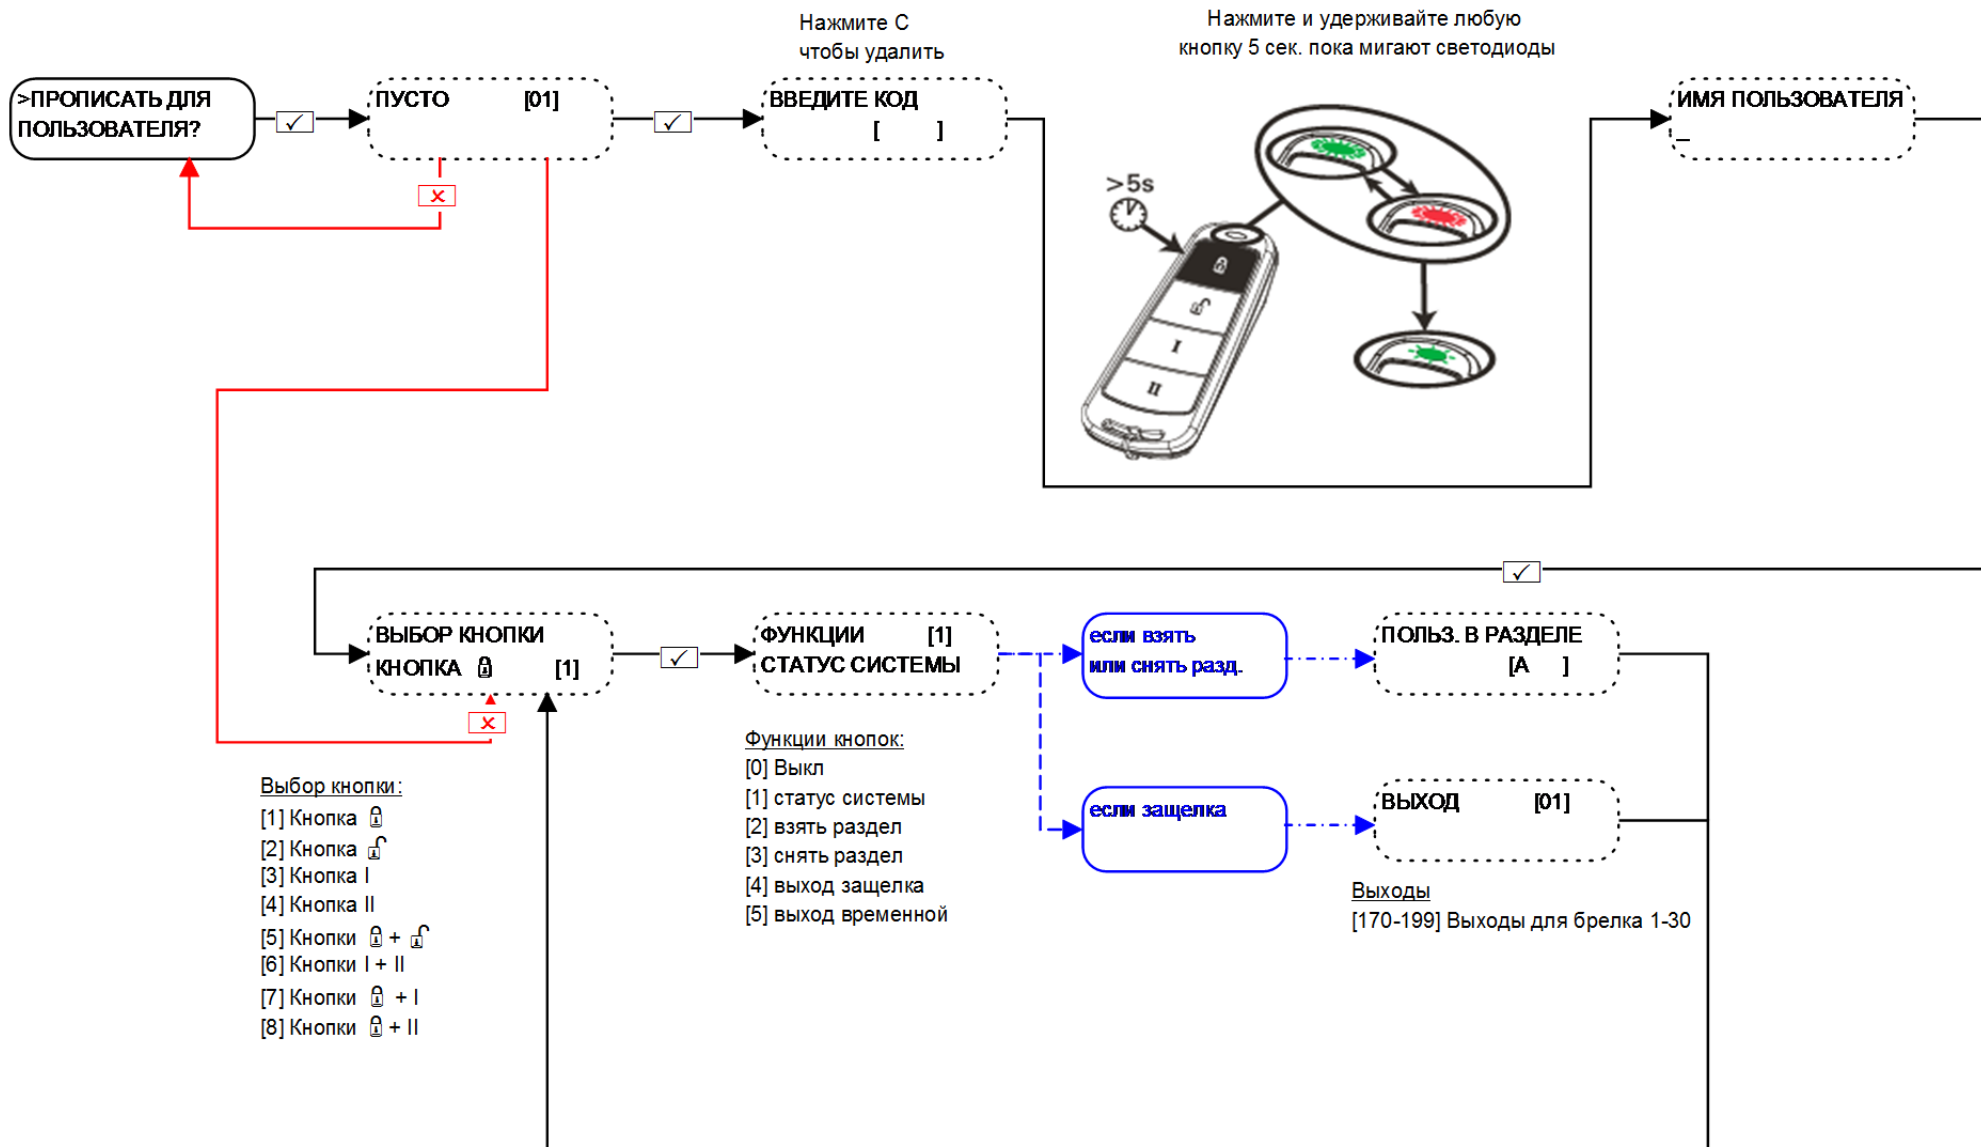 Нажмите С
чтобы удалить
Нажмите и удерживайте любую
кнопку 5 сек. пока мигают светодиоды
>ПРОПИСАТЬ ДЛЯ
ПОЛЬЗОВАТЕЛЯ?
ПУСТО [01]
ВВЕДИТЕ КОД
[ ]
ИМЯ ПОЛЬЗОВАТЕЛЯ
_
>5s
I
II
ВЫБОР КНОПКИ
КНОПКА [1]
ФУНКЦИИ [1]
СТАТУС СИСТЕМЫ
если взять
или снять разд.
ПОЛЬЗ. В РАЗДЕЛЕ
[А ]
если защелка
ВЫХОД [01]
Выбор кнопки:
[1] Кнопка
[2] Кнопка
[3] Кнопка I
[4] Кнопка II
[5] Кнопки +
[6] Кнопки I + II
[7] Кнопки + I
[8] Кнопки + II
Функции кнопок:
[0] Выкл
[1] статус системы
[2] взять раздел
[3] снять раздел
[4] выход защелка
[5] выход временной
Выходы
[170-199] Выходы для брелка 1-30